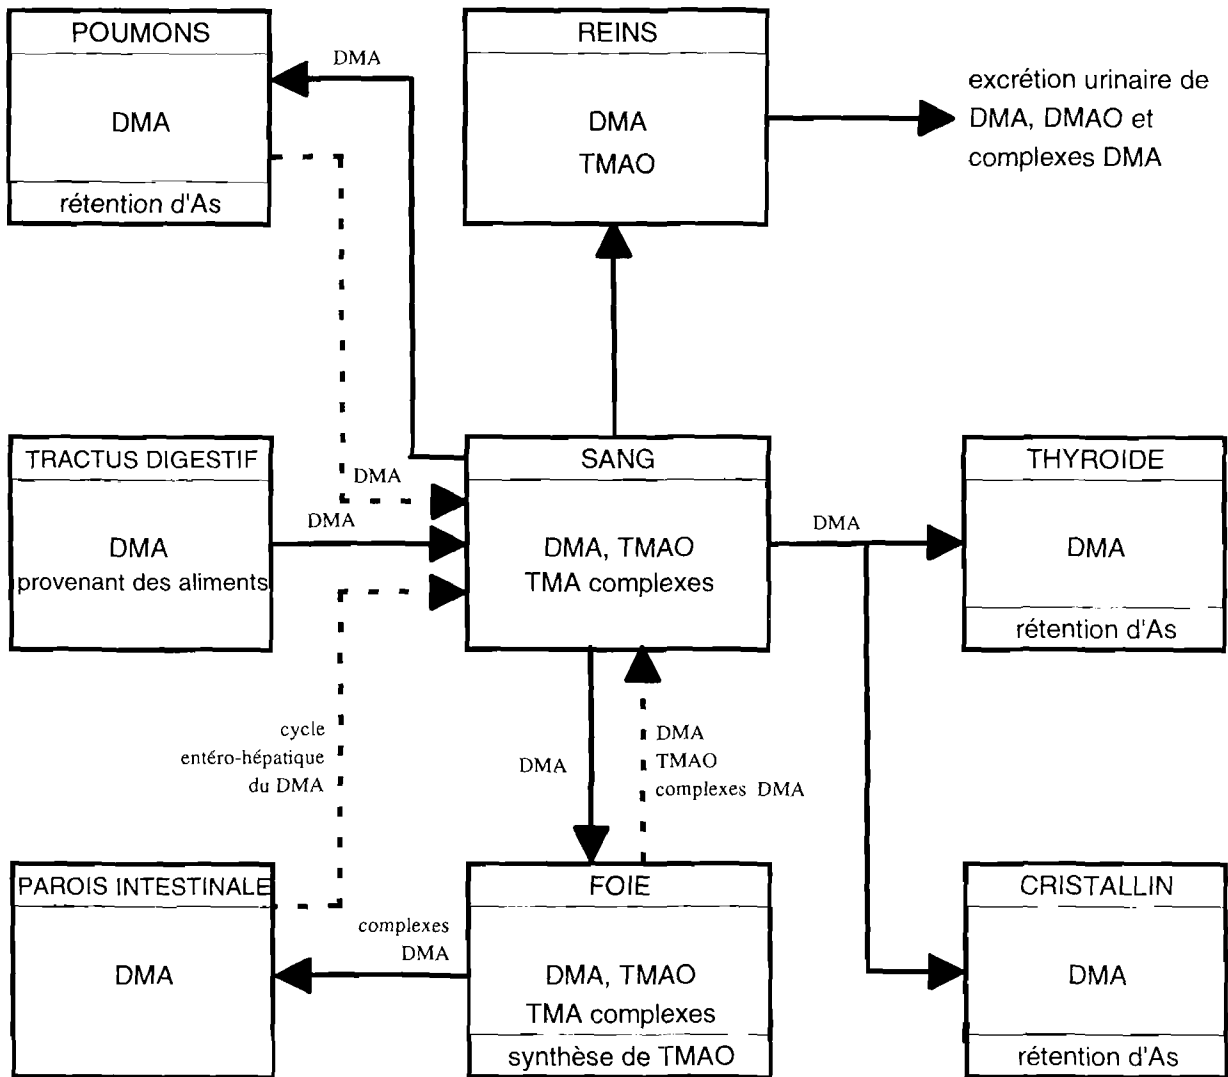 POUMONS
DMA
rétention d'As
DMA
REINS
DMA
TMAO
excrétion urinaire de
DMA, DMAO et
complexes DMA
TRACTUS DIGESTIF
DMA
provenant des aliments
DMA
DMA
SANG
DMA, TMAO
TMA complexes
DMA
THYROIDE
DMA
rétention d'As
cycle
entéro-hépatique
du DMA
DMA
DMA
TMAO
complexes DMA
PAROIS INTESTINALE
DMA
complexes
DMA
FOIE
DMA, TMAO
TMA complexes
synthèse de TMAO
CRISTALLIN
DMA
rétention d'As